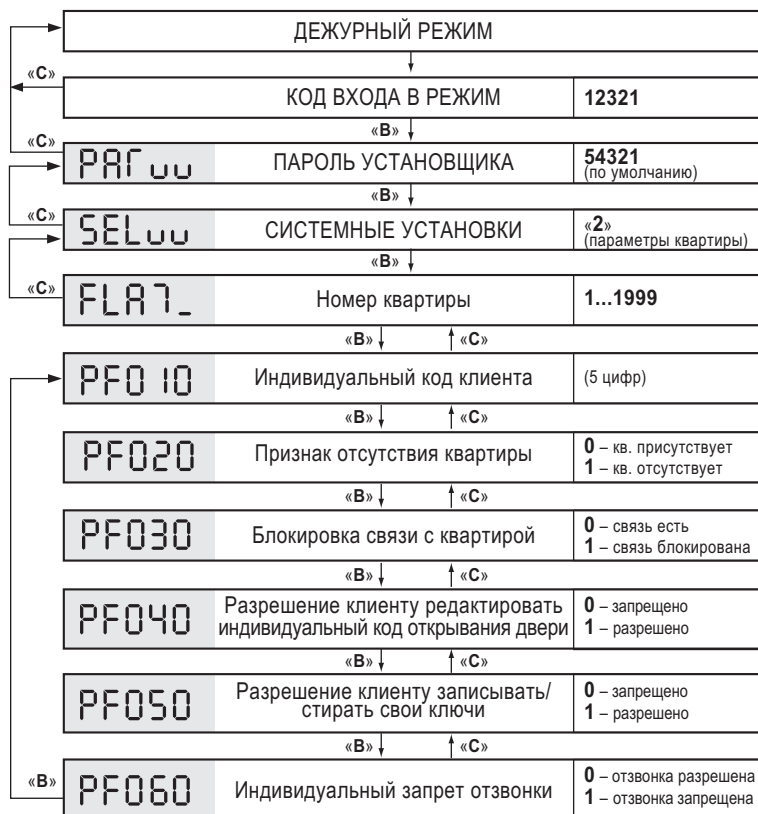 ДЕЖУРНЫЙ РЕЖИМ
«С»
КОД ВХОДА В РЕЖИМ 12321
«В»
«С»
PAГuu ПАРОЛЬ УСТАНОВЩИКА 54321
(по умолчанию)
«В»
«С»
SELuu СИСТЕМНЫЕ УСТАНОВКИ «2»
(параметры квартиры)
«В»
«С»
FLA7_ Номер квартиры 1...1999
«В» «С»
PF010 Индивидуальный код клиента (5 цифр)
«В» «С»
PF020 Признак отсутствия квартиры 0 – кв. присутствует
1 – кв. отсутствует
«В» «С»
PF030 Блокировка связи с квартирой 0 – связь есть
1 – связь блокирована
«В» «С»
PF040 Разрешение клиенту редактировать 0 – запрещено
индивидуальный код открывания двери 1 – разрешено
«В» «С»
PF050 Разрешение клиенту записывать/ 0 – запрещено
стирать свои ключи 1 – разрешено
«В» «С»
«В»
PF060 Индивидуальный запрет отзвонки 0 – отзвонка разрешена
1 – отзвонка запрещена